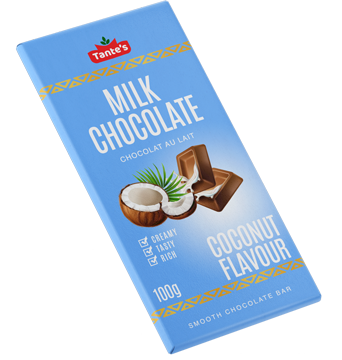 Tante's
MILK
CHOCOLATE
CHOCOLAT AU LAIT
CREAMY
TASTY
RICH
COCONUT
FLAVOUR
100g
SMOOTH CHOCOLATE BAR